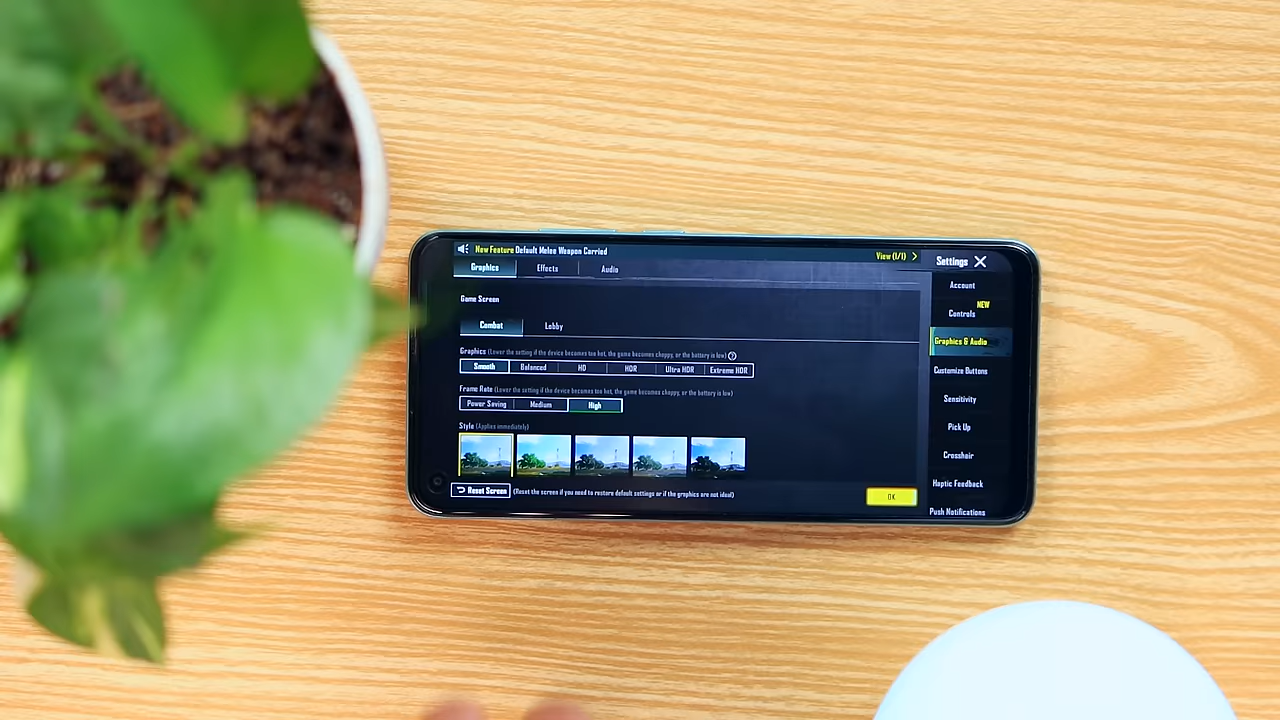 New Feature Default Melee Weapon Carried
View (1/1)
Settings
Graphics
Effects
Audio
Account
NEW
Controls
Game Screen
Combat
Lobby
Graphics & Audio
Graphics (Lower the setting if the device becomes too hot, the game becomes choppy, or the battery is low)
Smooth
Balanced
HD
HDR
Ultra HDR
Extreme HDR
Customize Buttons
Frame Rate (Lower the setting if the device becomes too hot, the game becomes choppy, or the battery is low)
Power Saving
Medium
High
Sensitivity
Style (Applies immediately)
Pick Up
Crosshair
Haptic Feedback
Reset Screen
(Reset the screen if you need to restore default settings or if the graphics are not ideal)
OK
Push Notifications